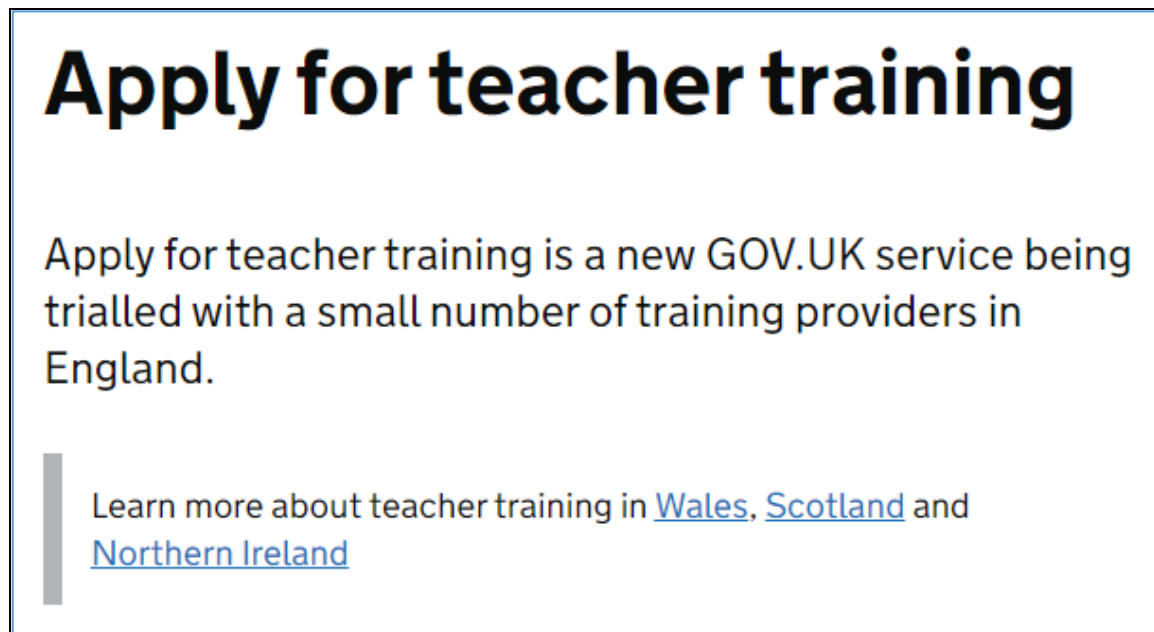 Apply for teacher training
Apply for teacher training is a new GOV.UK service being
trialled with a small number of training providers in
England.
Learn more about teacher training in Wales, Scotland and
Northern Ireland